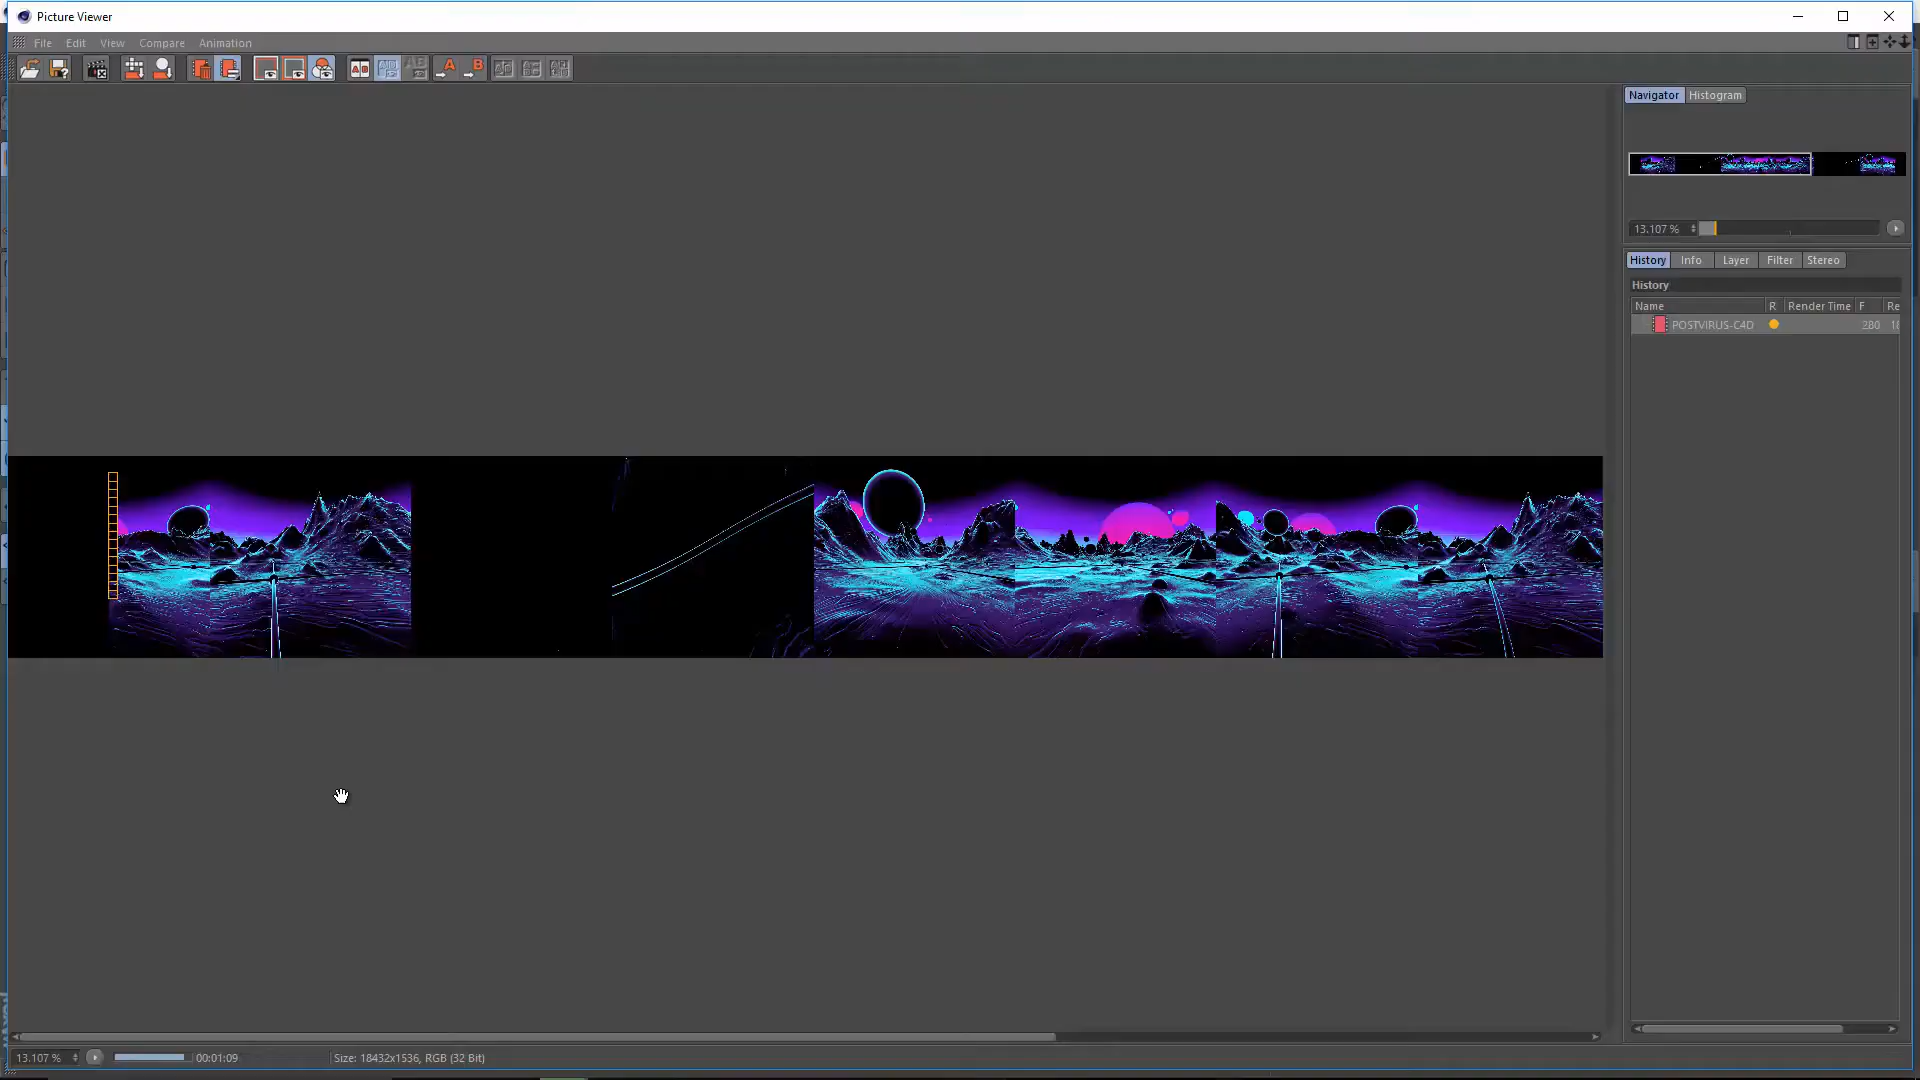 Picture Viewer
File Edit View Compare Animation
Navigator Histogram
13.107 %
History Info Layer Filter Stereo
History
Name R Render Time F Re
POSTVIRUS-C4D 280
13.107 % 00:01:09 Size: 18432x1536, RGB (32 Bit)